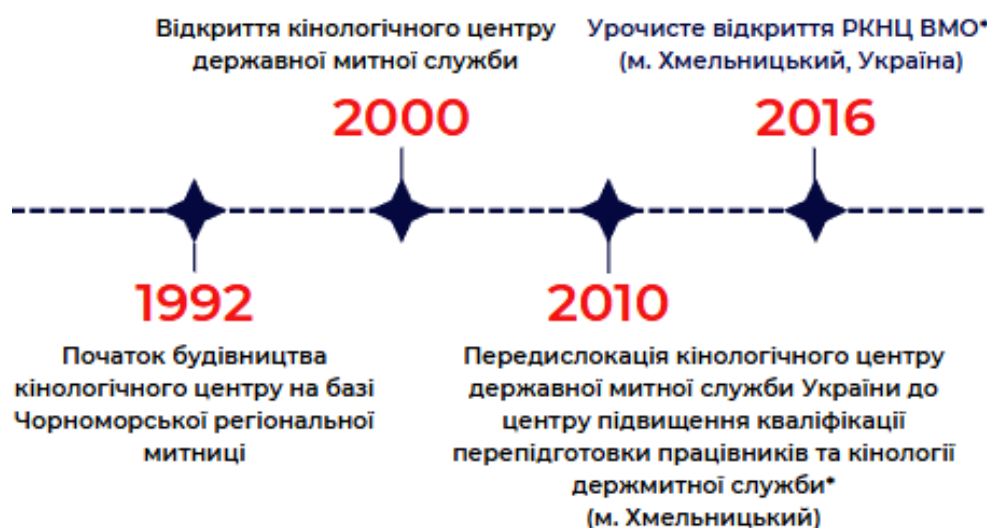 Відкриття кінологічного центру
державної митної служби
2000
Урочисте відкриття РКНЦ ВМО*
(м. Хмельницький, Україна)
2016
1992
Початок будівництва
кінологічного центру на базі
Чорноморської регіональної
митниці
2010
Передислокація кінологічного центру
державної митної служби України до
центру підвищення кваліфікації
перепідготовки працівників та кінології
держмитної служби*
(м. Хмельницький)